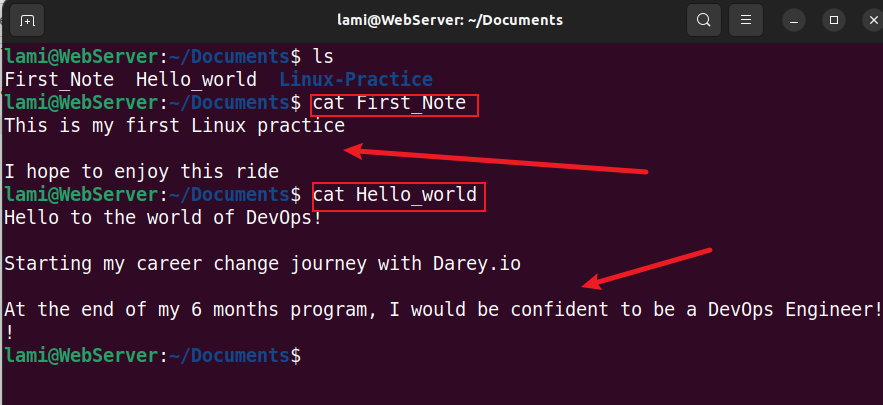 lami@WebServer: ~/Documents
lami@WebServer:~/Documents$ ls
First_Note  Hello_world  Linux-Practice
lami@WebServer:~/Documents$ cat First_Note
This is my first Linux practice
I hope to enjoy this ride
lami@WebServer:~/Documents$ cat Hello_world
Hello to the world of DevOps!
Starting my career change journey with Darey.io
At the end of my 6 months program, I would be confident to be a DevOps Engineer!
!
lami@WebServer:~/Documents$